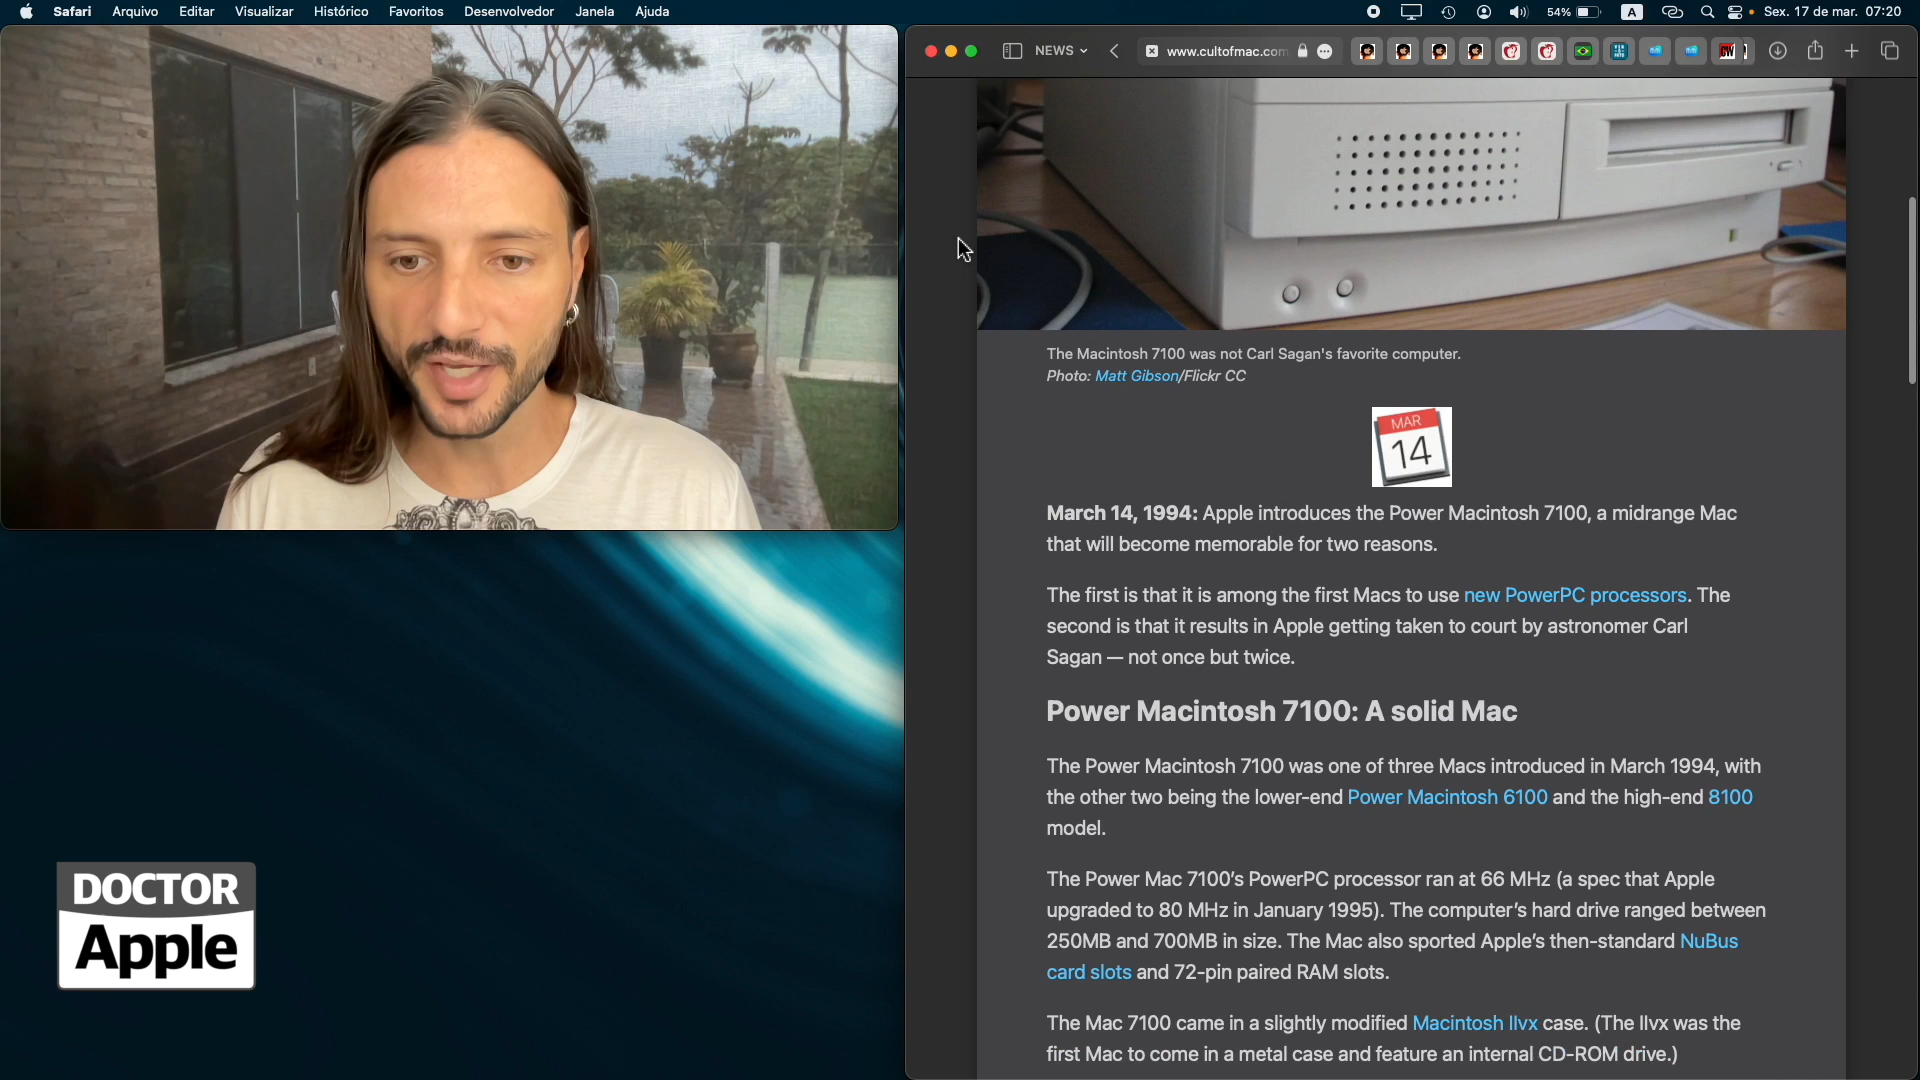 Safari Arquivo Editar Visualizar Histórico Favoritos Desenvolvedor Janela Ajuda 54% A Sex. 17 de mar. 07:20
NEWS www.cultofmac.com
The Macintosh 7100 was not Carl Sagan's favorite computer.
Photo: Matt Gibson/Flickr CC
MAR
14
March 14, 1994: Apple introduces the Power Macintosh 7100, a midrange Mac
that will become memorable for two reasons.
The first is that it is among the first Macs to use new PowerPC processors. The
second is that it results in Apple getting taken to court by astronomer Carl
Sagan — not once but twice.
Power Macintosh 7100: A solid Mac
The Power Macintosh 7100 was one of three Macs introduced in March 1994, with
the other two being the lower-end Power Macintosh 6100 and the high-end 8100
model.
The Power Mac 7100's PowerPC processor ran at 66 MHz (a spec that Apple
upgraded to 80 MHz in January 1995). The computer's hard drive ranged between
250MB and 700MB in size. The Mac also sported Apple's then-standard NuBus
card slots and 72-pin paired RAM slots.
The Mac 7100 came in a slightly modified Macintosh IIvx case. (The IIvx was the
first Mac to come in a metal case and feature an internal CD-ROM drive.)
DOCTOR
Apple